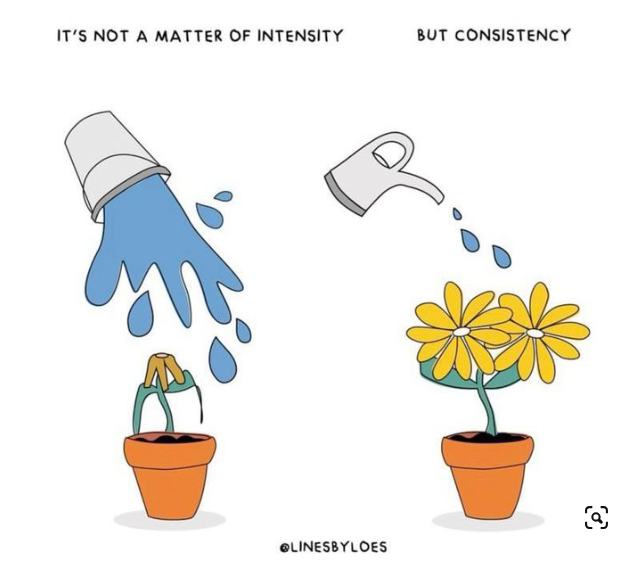 IT'S NOT A MATTER OF INTENSITY
BUT CONSISTENCY
@LINESBYLOES